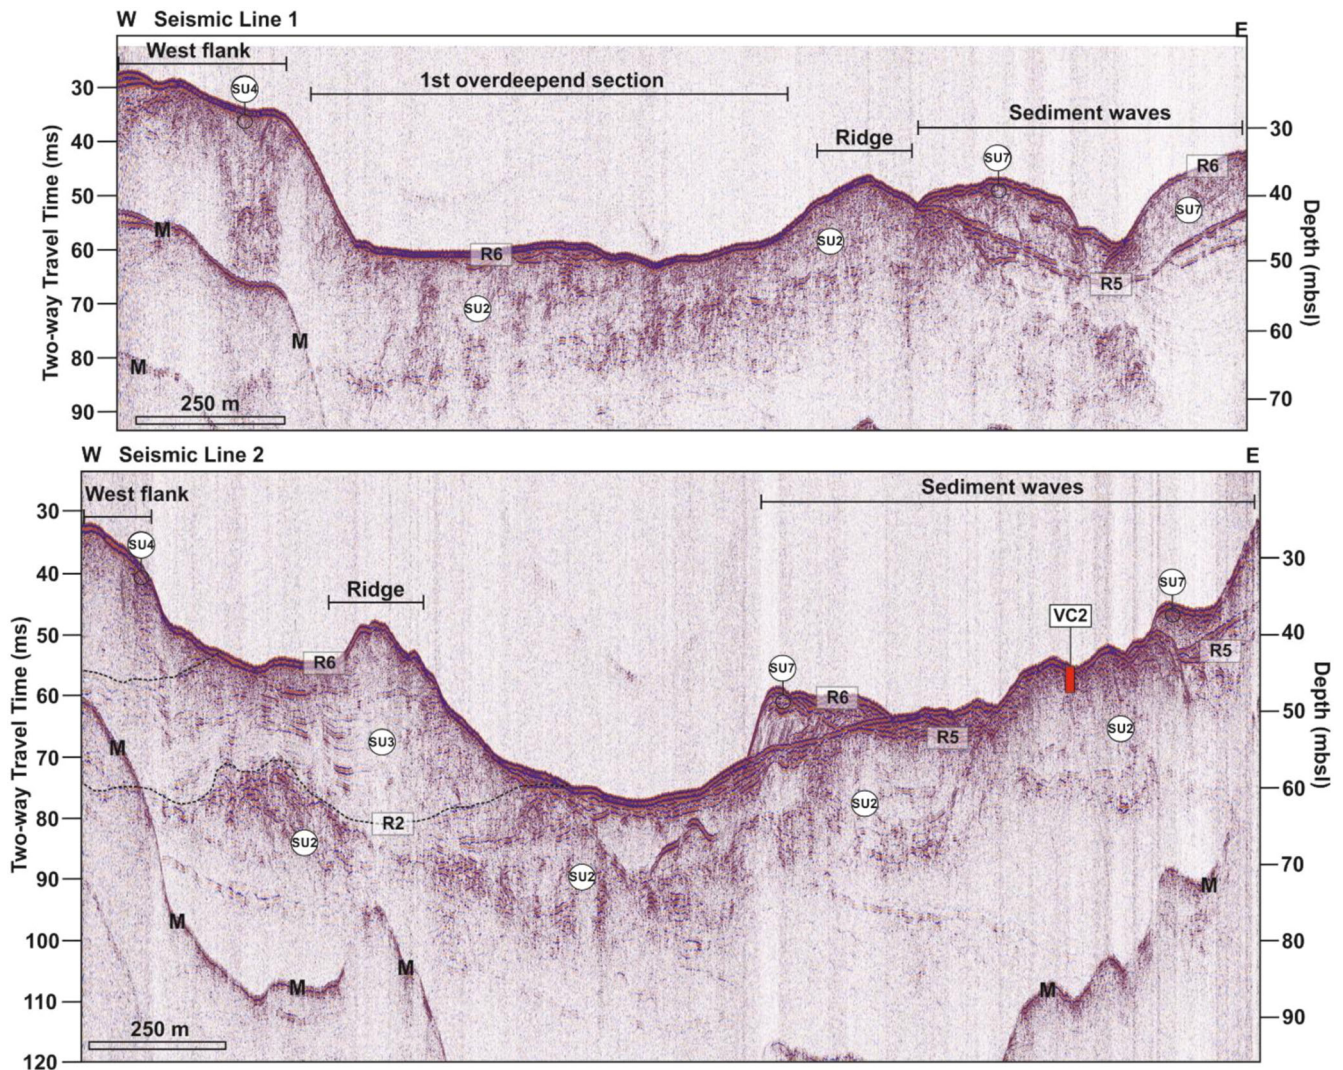 W Seismic Line 1
E
West flank
1st overdeepend section
Sediment waves
Ridge
SU4
SU7
R6
SU7
SU2
R6
SU2
R5
M
M
M
250 m
Two-way Travel Time (ms)
30
40
50
60
70
80
90
Depth (mbsl)
30
40
50
60
70
W Seismic Line 2
E
West flank
Sediment waves
Ridge
SU4
SU7
VC2
R6
SU7
R6
R5
R5
SU3
SU2
SU2
R2
SU2
SU2
M
M
M
M
M
M
250 m
Two-way Travel Time (ms)
30
40
50
60
70
80
90
100
110
120
Depth (mbsl)
30
40
50
60
70
80
90